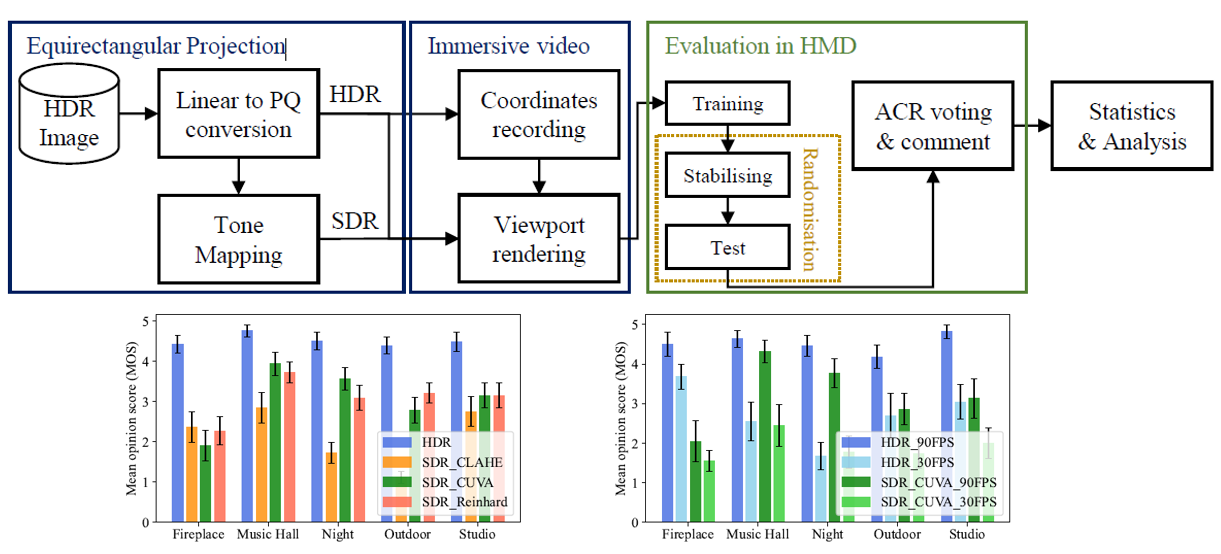 Equirectangular Projection
Immersive video
Evaluation in HMD
HDR
Image
Linear to PQ
conversion
HDR
Coordinates
recording
Training
ACR voting
& comment
Statistics
& Analysis
Stabilising
Randomisation
Tone
Mapping
SDR
Viewport
rendering
Test
Mean opinion score (MOS)
5
4
3
2
1
0
HDR
SDR_CLAHE
SDR_CUVA
SDR_Reinhard
Fireplace
Music Hall
Night
Outdoor
Studio
Mean opinion score (MOS)
5
4
3
2
1
0
HDR_90FPS
HDR_30FPS
SDR_CUVA_90FPS
SDR_CUVA_30FPS
Fireplace
Music Hall
Night
Outdoor
Studio